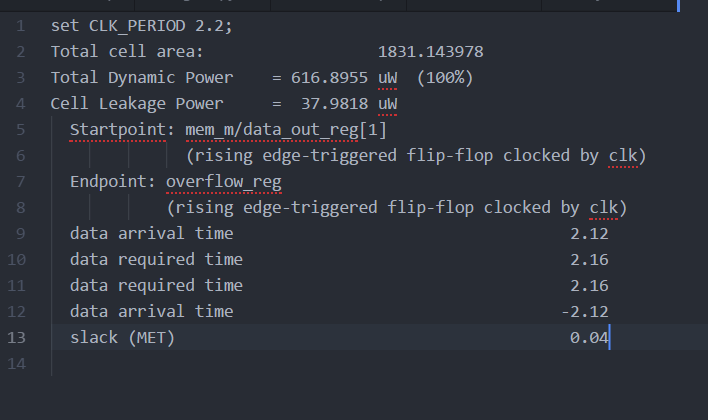 1 set CLK_PERIOD 2.2;
2 Total cell area: 1831.143978
3 Total Dynamic Power = 616.8955 uW (100%)
4 Cell Leakage Power = 37.9818 uW
5 Startpoint: mem_m/data_out_reg[1]
6 (rising edge-triggered flip-flop clocked by clk)
7 Endpoint: overflow_reg
8 (rising edge-triggered flip-flop clocked by clk)
9 data arrival time 2.12
10 data required time 2.16
11 data required time 2.16
12 data arrival time -2.12
13 slack (MET) 0.04
14